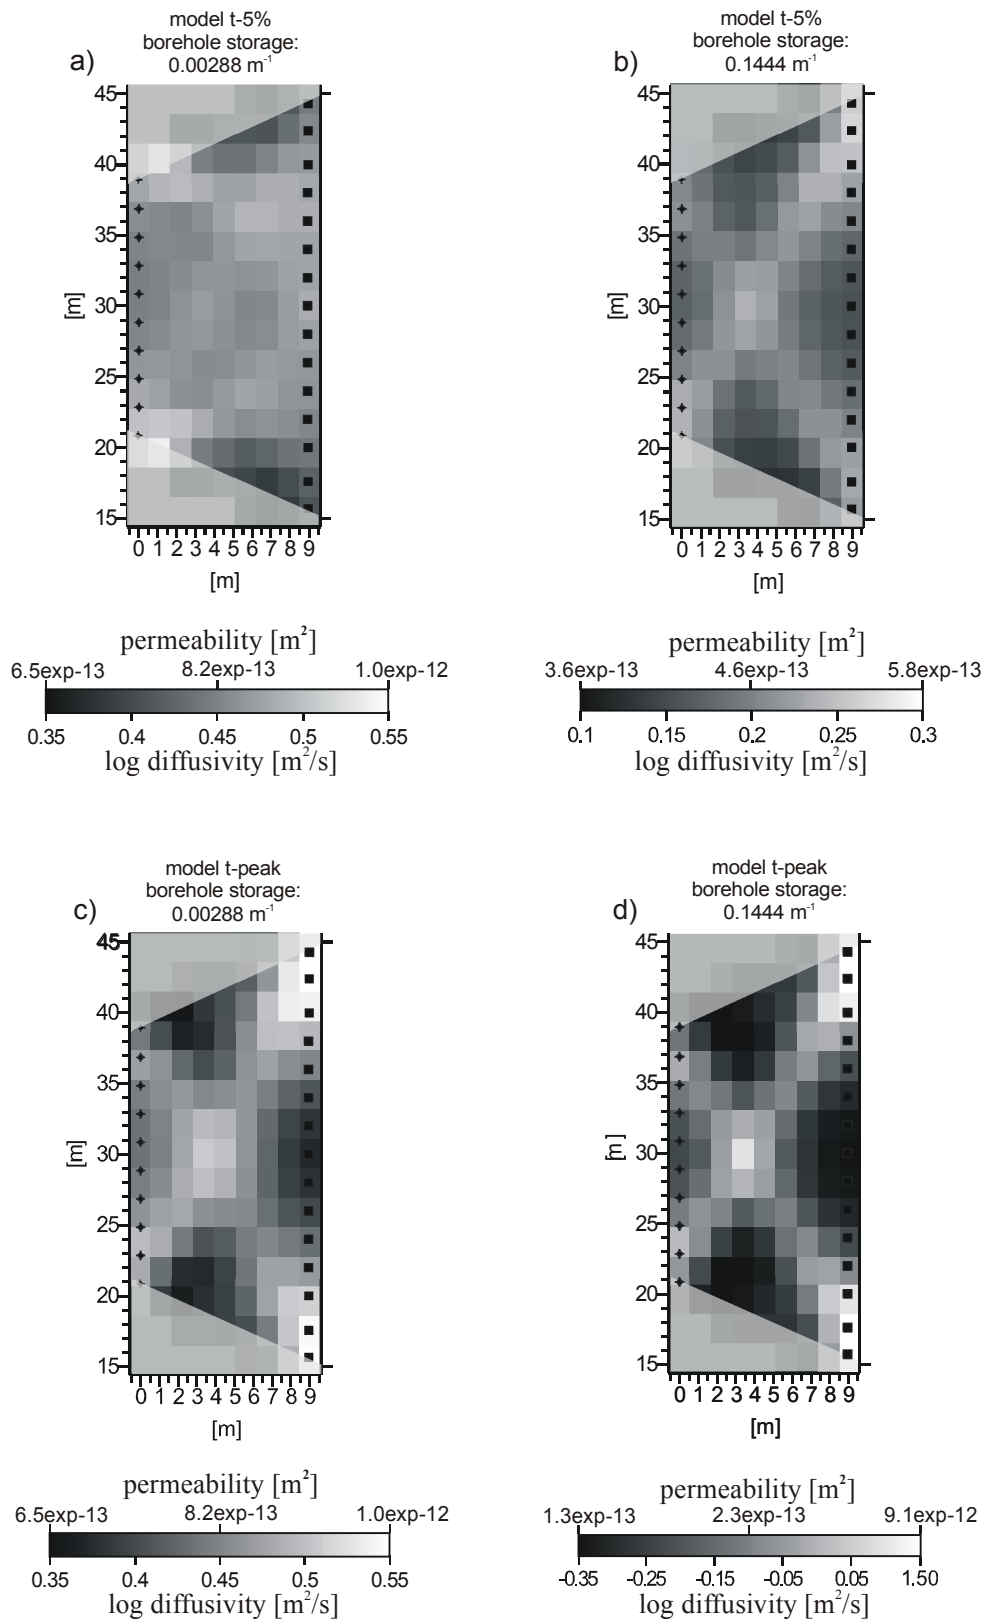 model t-5%
borehole storage:
0.00288 m⁻¹
a)
45
40
35
30
25
20
15
[m]
0 1 2 3 4 5 6 7 8 9
[m]
permeability [m²]
6.5exp-13 8.2exp-13 1.0exp-12
0.35 0.4 0.45 0.5 0.55
log diffusivity [m²/s]
model t-5%
borehole storage:
0.1444 m⁻¹
b)
45
40
35
30
25
20
15
[m]
0 1 2 3 4 5 6 7 8 9
[m]
permeability [m²]
3.6exp-13 4.6exp-13 5.8exp-13
0.1 0.15 0.2 0.25 0.3
log diffusivity [m²/s]
model t-peak
borehole storage:
0.00288 m⁻¹
c)
45
40
35
30
25
20
15
[m]
0 1 2 3 4 5 6 7 8 9
[m]
permeability [m²]
6.5exp-13 8.2exp-13 1.0exp-12
0.35 0.4 0.45 0.5 0.55
log diffusivity [m²/s]
model t-peak
borehole storage:
0.1444 m⁻¹
d)
45
40
35
30
25
20
15
[m]
0 1 2 3 4 5 6 7 8 9
[m]
permeability [m²]
1.3exp-13 2.3exp-13 9.1exp-12
-0.35 -0.25 -0.15 -0.05 0.05 1.50
log diffusivity [m²/s]